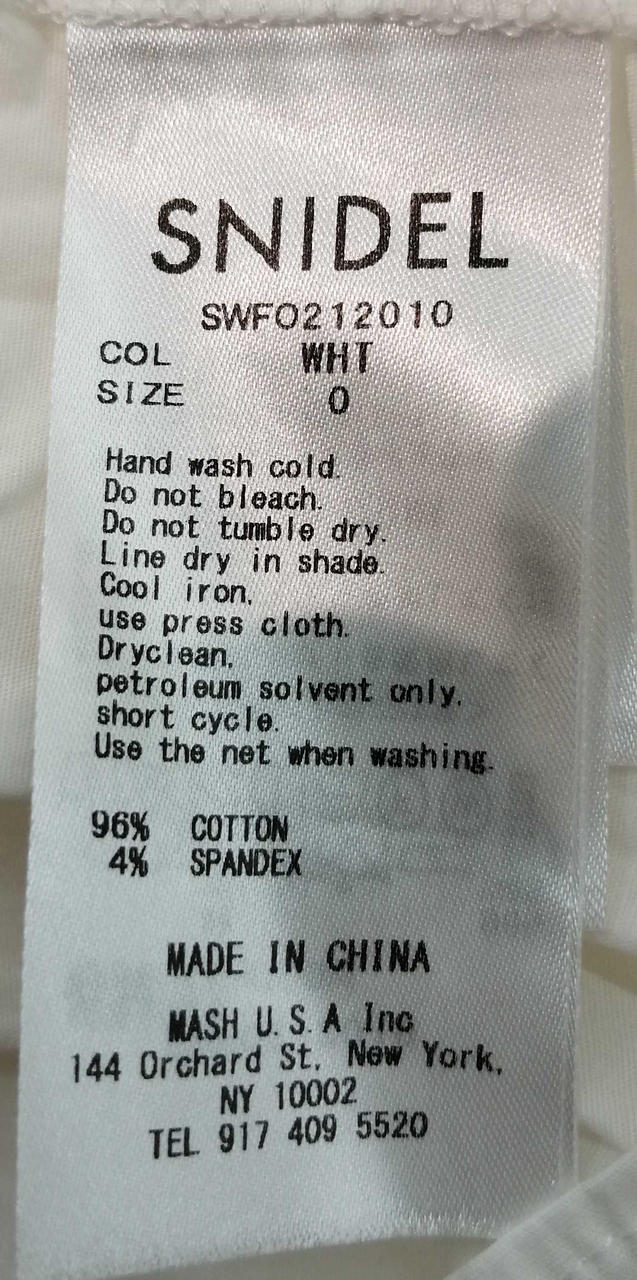 SNIDEL
SWFO212010
COL WHT
SIZE 0
Hand wash cold.
Do not bleach.
Do not tumble dry.
Line dry in shade.
Cool iron.
use press cloth.
Dryclean.
petroleum solvent only.
short cycle.
Use the net when washing.
96% COTTON
4% SPANDEX
MADE IN CHINA
MASH U.S.A Inc
144 Orchard St. New York,
NY 10002
TEL 917 409 5520